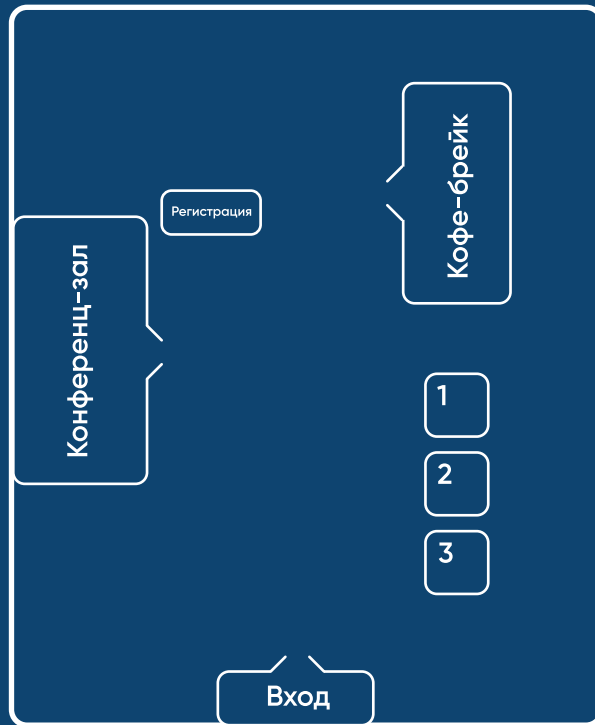 Кофе-брейк
Регистрация
Конференц-зал
1
2
3
Вход